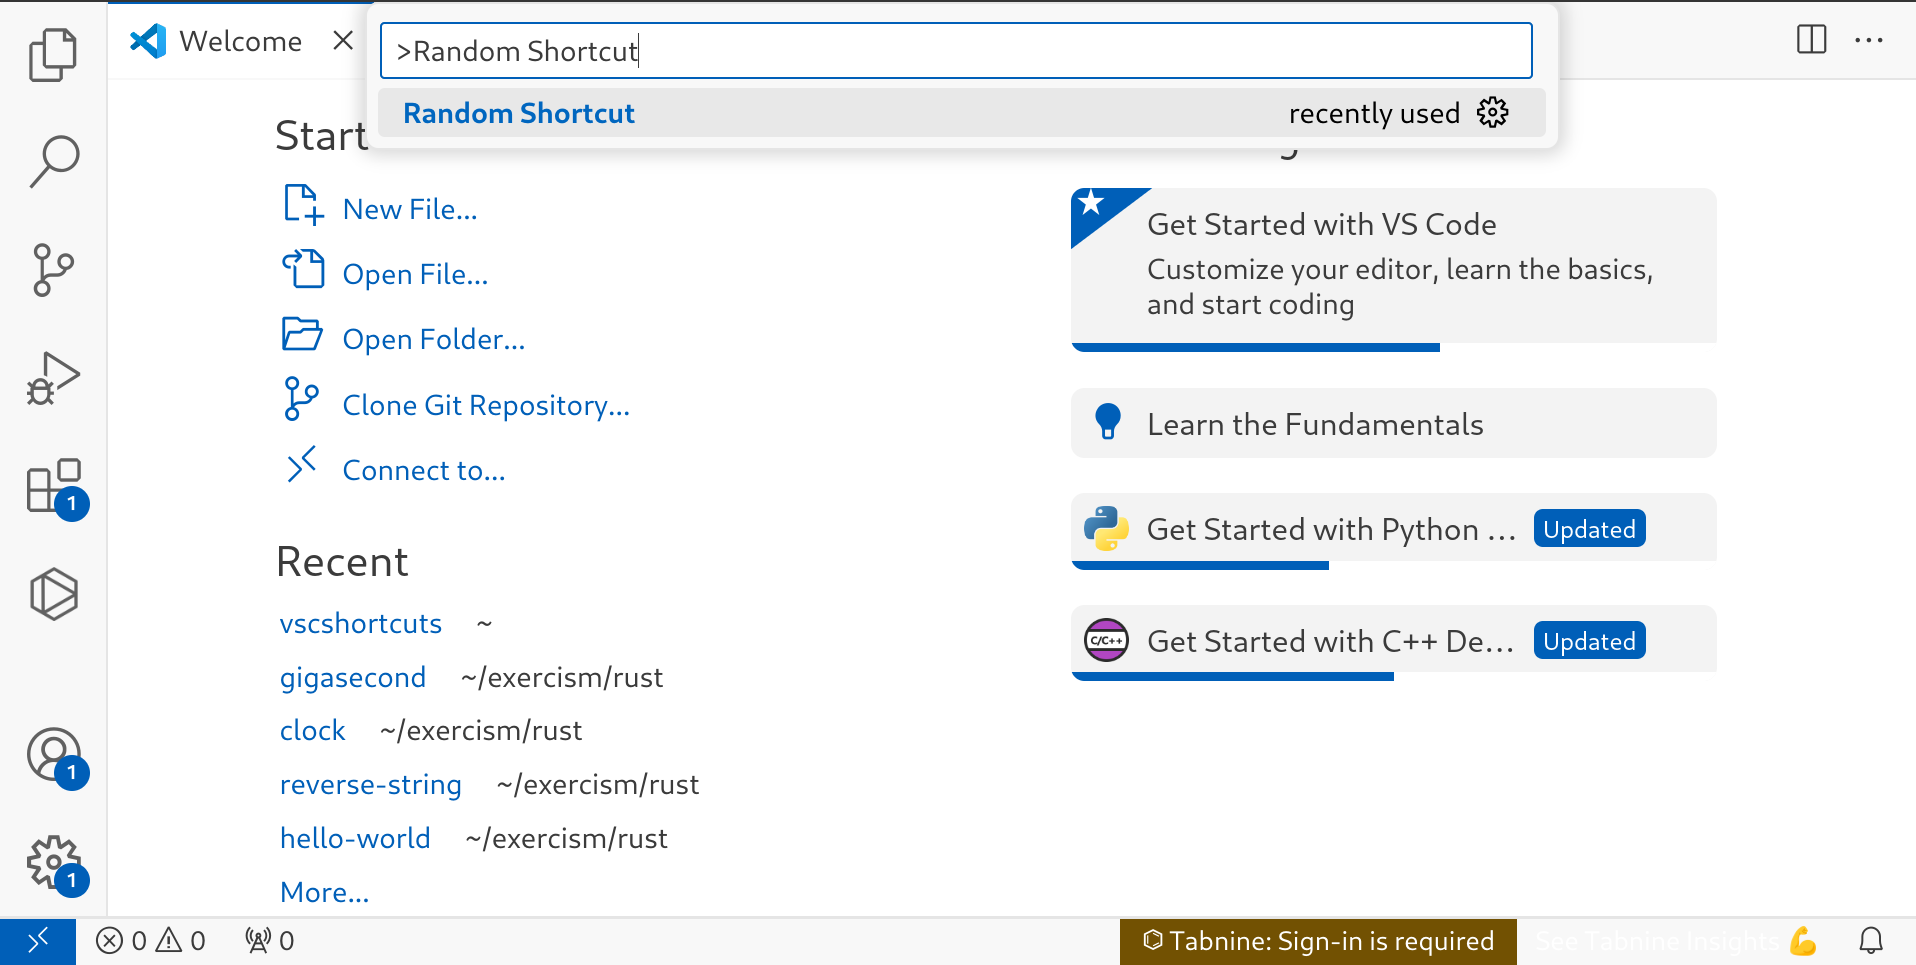 Welcome
>Random Shortcut
Random Shortcut recently used
Start
New File...
Open File...
Open Folder...
Clone Git Repository...
Connect to...
Recent
vscshortcuts ~
gigasecond ~/exercism/rust
clock ~/exercism/rust
reverse-string ~/exercism/rust
hello-world ~/exercism/rust
More...
Get Started with VS Code
Customize your editor, learn the basics,
and start coding
Learn the Fundamentals
Get Started with Python ... Updated
C/C++ Get Started with C++ De... Updated
1
1
1
0 0 0 Tabnine: Sign-in is required See Tabnine Insights 💪